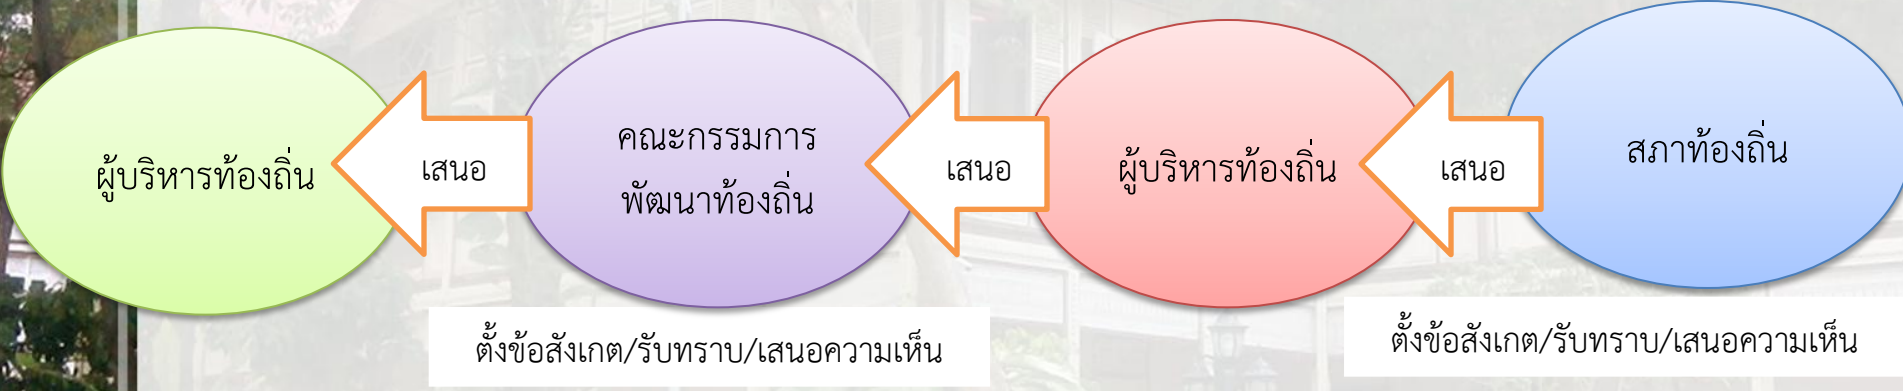 ผู้บริหารท้องถิ่น
เสนอ
คณะกรรมการ
พัฒนาท้องถิ่น
เสนอ
ผู้บริหารท้องถิ่น
เสนอ
สภาท้องถิ่น
ตั้งข้อสังเกต/รับทราบ/เสนอความเห็น
ตั้งข้อสังเกต/รับทราบ/เสนอความเห็น